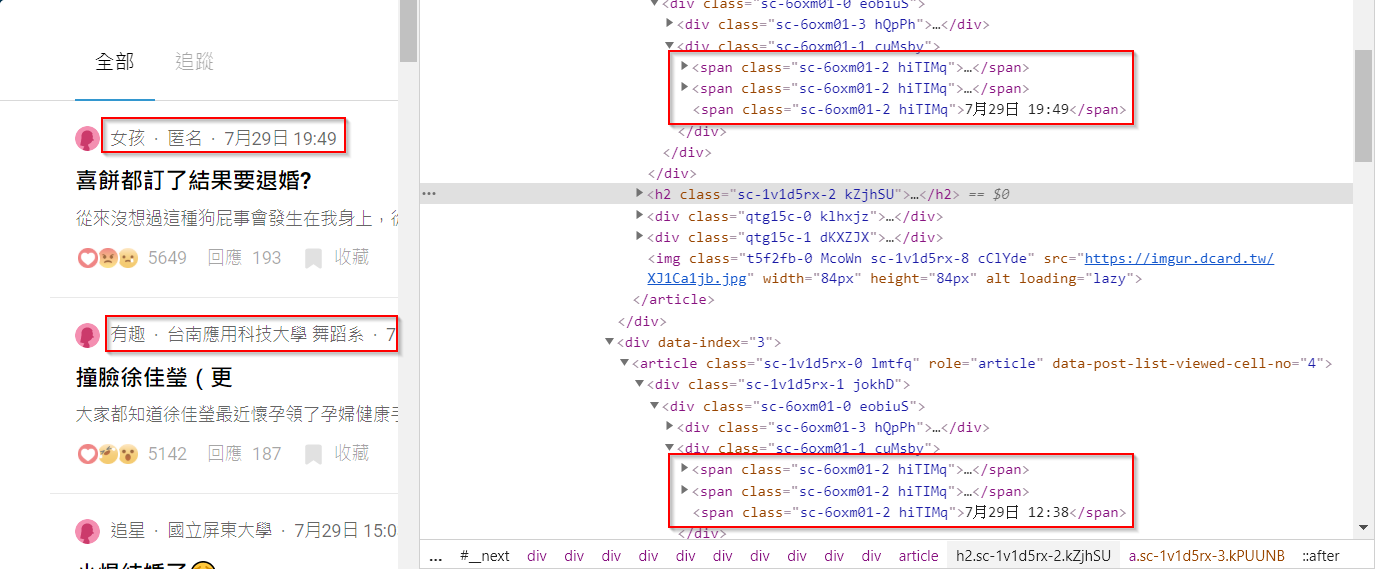 全部 追蹤
女孩 · 匿名 · 7月29日 19:49
喜餅都訂了結果要退婚?
從來沒想過這種狗屁事會發生在我身上，從
5649 回應 193 收藏
有趣 · 台南應用科技大學 舞蹈系 · 7
撞臉徐佳瑩（更
大家都知道徐佳瑩最近懷孕領了孕婦健康手
5142 回應 187 收藏
追星 · 國立屏東大學 · 7月29日 15:0
<div class="sc-6oxm01-0 eobiuS">
<div class="sc-6oxm01-3 hQpPh">…</div>
<div class="sc-6oxm01-1 cuMsby">
<span class="sc-6oxm01-2 hiTIMq">…</span>
<span class="sc-6oxm01-2 hiTIMq">…</span>
<span class="sc-6oxm01-2 hiTIMq">7月29日 19:49</span>
</div>
</div>
</div>
… <h2 class="sc-1v1d5rx-2 kZjhSU">…</h2> == $0
<div class="qtg15c-0 klhxjz">…</div>
<div class="qtg15c-1 dKXZJX">…</div>
<img class="t5f2fb-0 McoWn sc-1v1d5rx-8 cClYde" src="https://imgur.dcard.tw/
XJ1Ca1jb.jpg" width="84px" height="84px" alt loading="lazy">
</article>
</div>
<div data-index="3">
<article class="sc-1v1d5rx-0 lmtfq" role="article" data-post-list-viewed-cell-no="4">
<div class="sc-1v1d5rx-1 jokhD">
<div class="sc-6oxm01-0 eobiuS">
<div class="sc-6oxm01-3 hQpPh">…</div>
<div class="sc-6oxm01-1 cuMsby">
<span class="sc-6oxm01-2 hiTIMq">…</span>
<span class="sc-6oxm01-2 hiTIMq">…</span>
<span class="sc-6oxm01-2 hiTIMq">7月29日 12:38</span>
</div>
… #__next div div div div div div div div div article h2.sc-1v1d5rx-2.kZjhSU a.sc-1v1d5rx-3.kPUUNB ::after